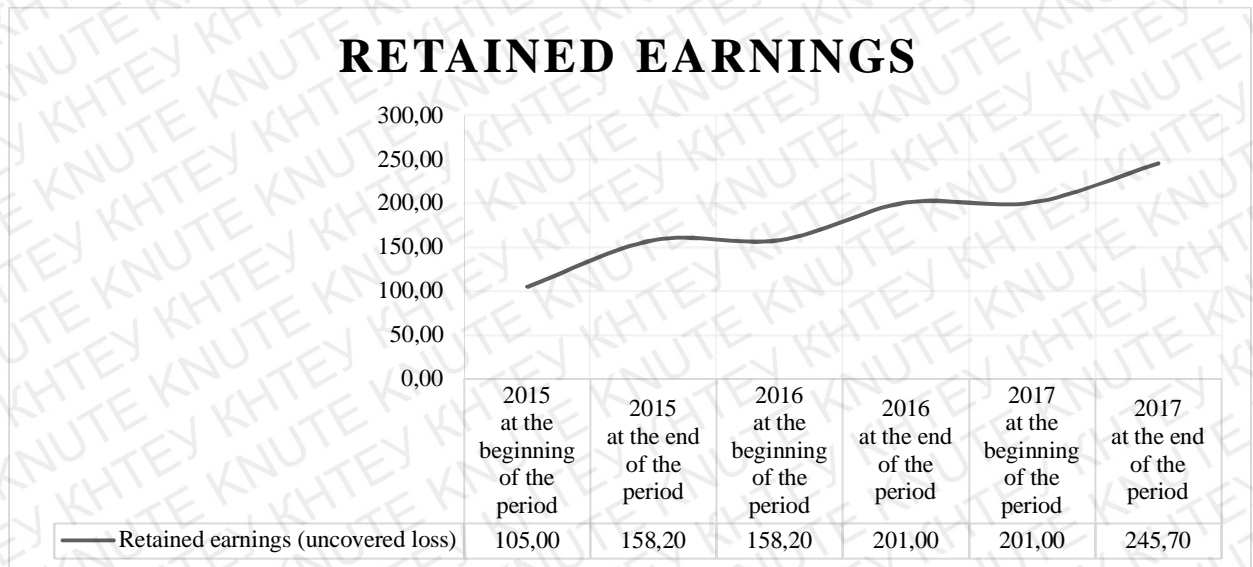 RETAINED EARNINGS
300,00
250,00
200,00
150,00
100,00
50,00
0,00
2015
at the
beginning
of the
period
2015
at the end
of the
period
2016
at the
beginning
of the
period
2016
at the end
of the
period
2017
at the
beginning
of the
period
2017
at the end
of the
period
Retained earnings (uncovered loss) 105,00 158,20 158,20 201,00 201,00 245,70